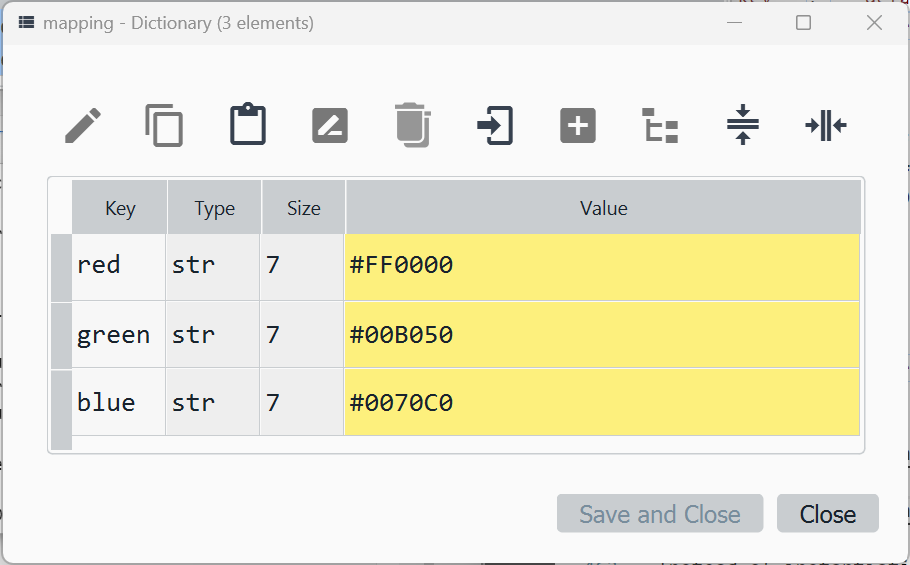 mapping - Dictionary (3 elements)
Key Type Size Value
red str 7 #FF0000
green str 7 #00B050
blue str 7 #0070C0
Save and Close Close